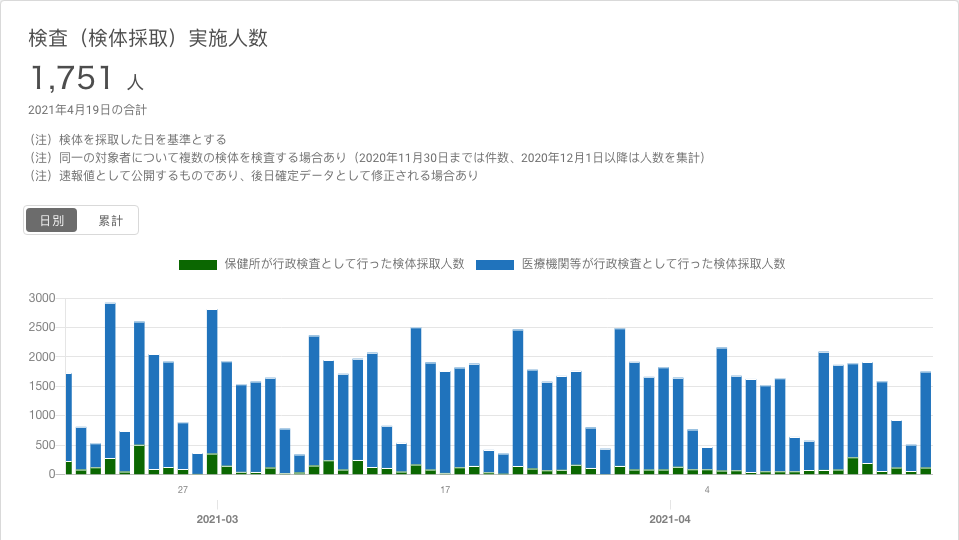 検査（検体採取）実施人数
1,751 人
2021年4月19日の合計
（注）検体を採取した日を基準とする
（注）同一の対象者について複数の検体を検査する場合あり（2020年11月30日までは件数、2020年12月1日以降は人数を集計）
（注）速報値として公開するものであり、後日確定データとして修正される場合あり
日別 累計
保健所が行政検査として行った検体採取人数 医療機関等が行政検査として行った検体採取人数
3000
2500
2000
1500
1000
500
0
27 17 4
2021-03 2021-04